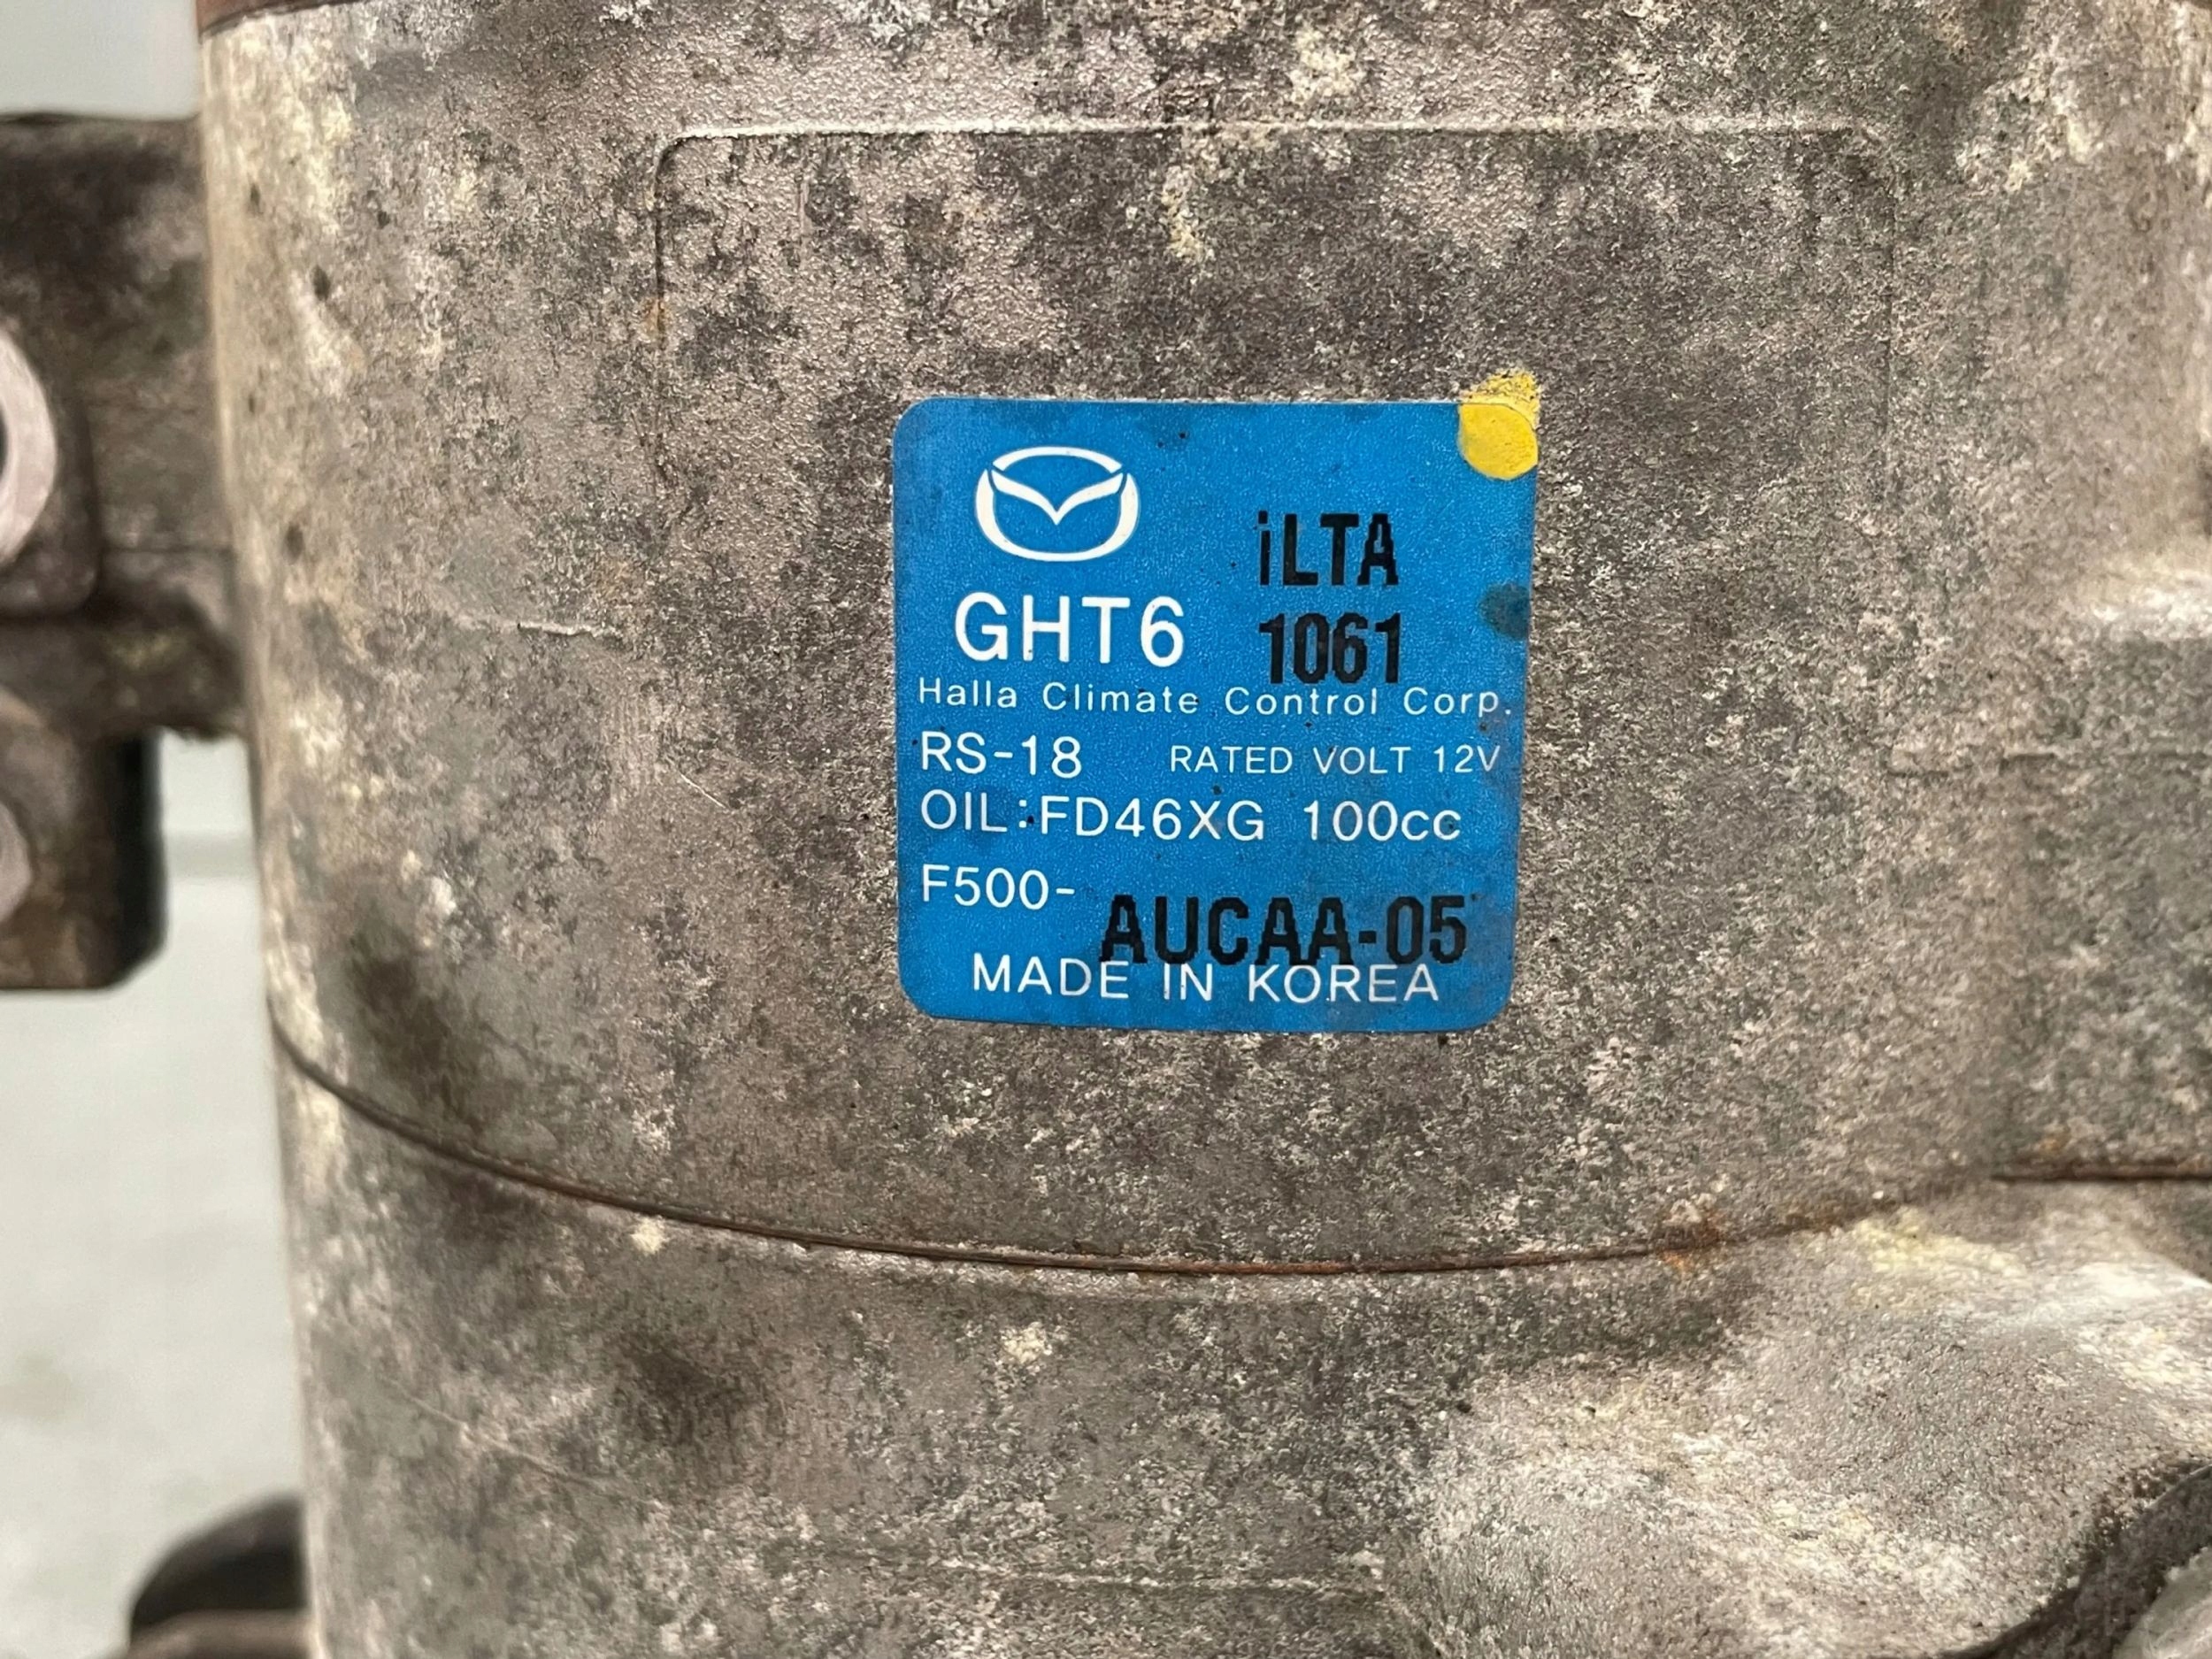 iLTA
GHT6 1061
Halla Climate Control Corp.
RS-18 RATED VOLT 12V
OIL:FD46XG 100cc
F500- AUCAA-05
MADE IN KOREA